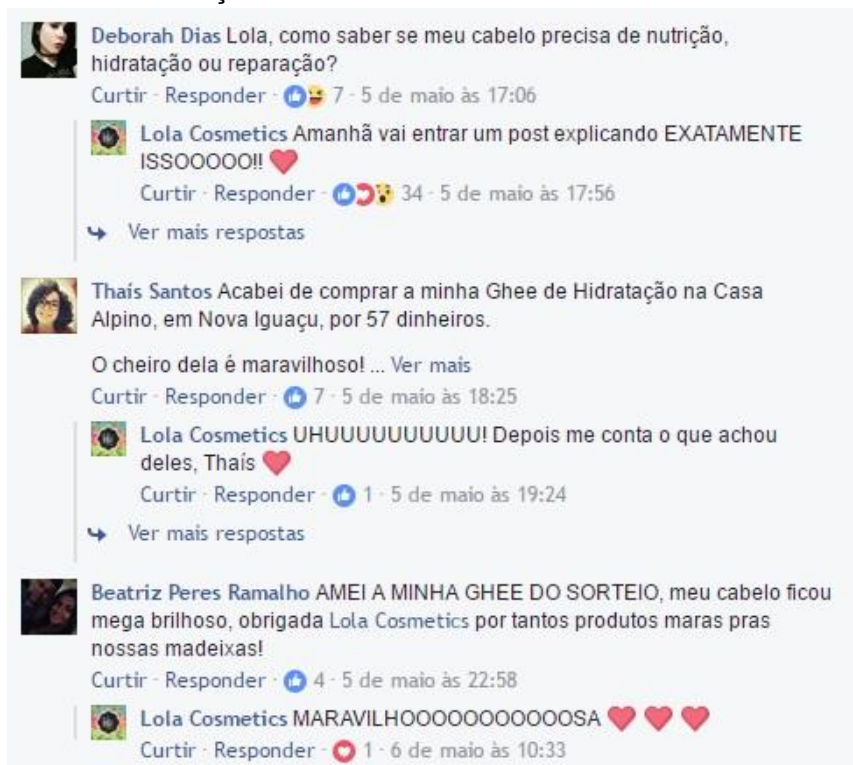 Deborah Dias Lola, como saber se meu cabelo precisa de nutrição,
hidratação ou reparação?
Curtir · Responder · 7 · 5 de maio às 17:06
Lola Cosmetics Amanhã vai entrar um post explicando EXATAMENTE
ISSOOOOO!!
Curtir · Responder · 34 · 5 de maio às 17:56
Ver mais respostas
Thaís Santos Acabei de comprar a minha Ghee de Hidratação na Casa
Alpino, em Nova Iguaçu, por 57 dinheiros.
O cheiro dela é maravilhoso! ... Ver mais
Curtir · Responder · 7 · 5 de maio às 18:25
Lola Cosmetics UHUUUUUUUUUU! Depois me conta o que achou
deles, Thaís
Curtir · Responder · 1 · 5 de maio às 19:24
Ver mais respostas
Beatriz Peres Ramalho AMEI A MINHA GHEE DO SORTEIO, meu cabelo ficou
mega brilhoso, obrigada Lola Cosmetics por tantos produtos maras pras
nossas madeixas!
Curtir · Responder · 4 · 5 de maio às 22:58
Lola Cosmetics MARAVILHOOOOOOOOOOOSA
Curtir · Responder · 1 · 6 de maio às 10:33